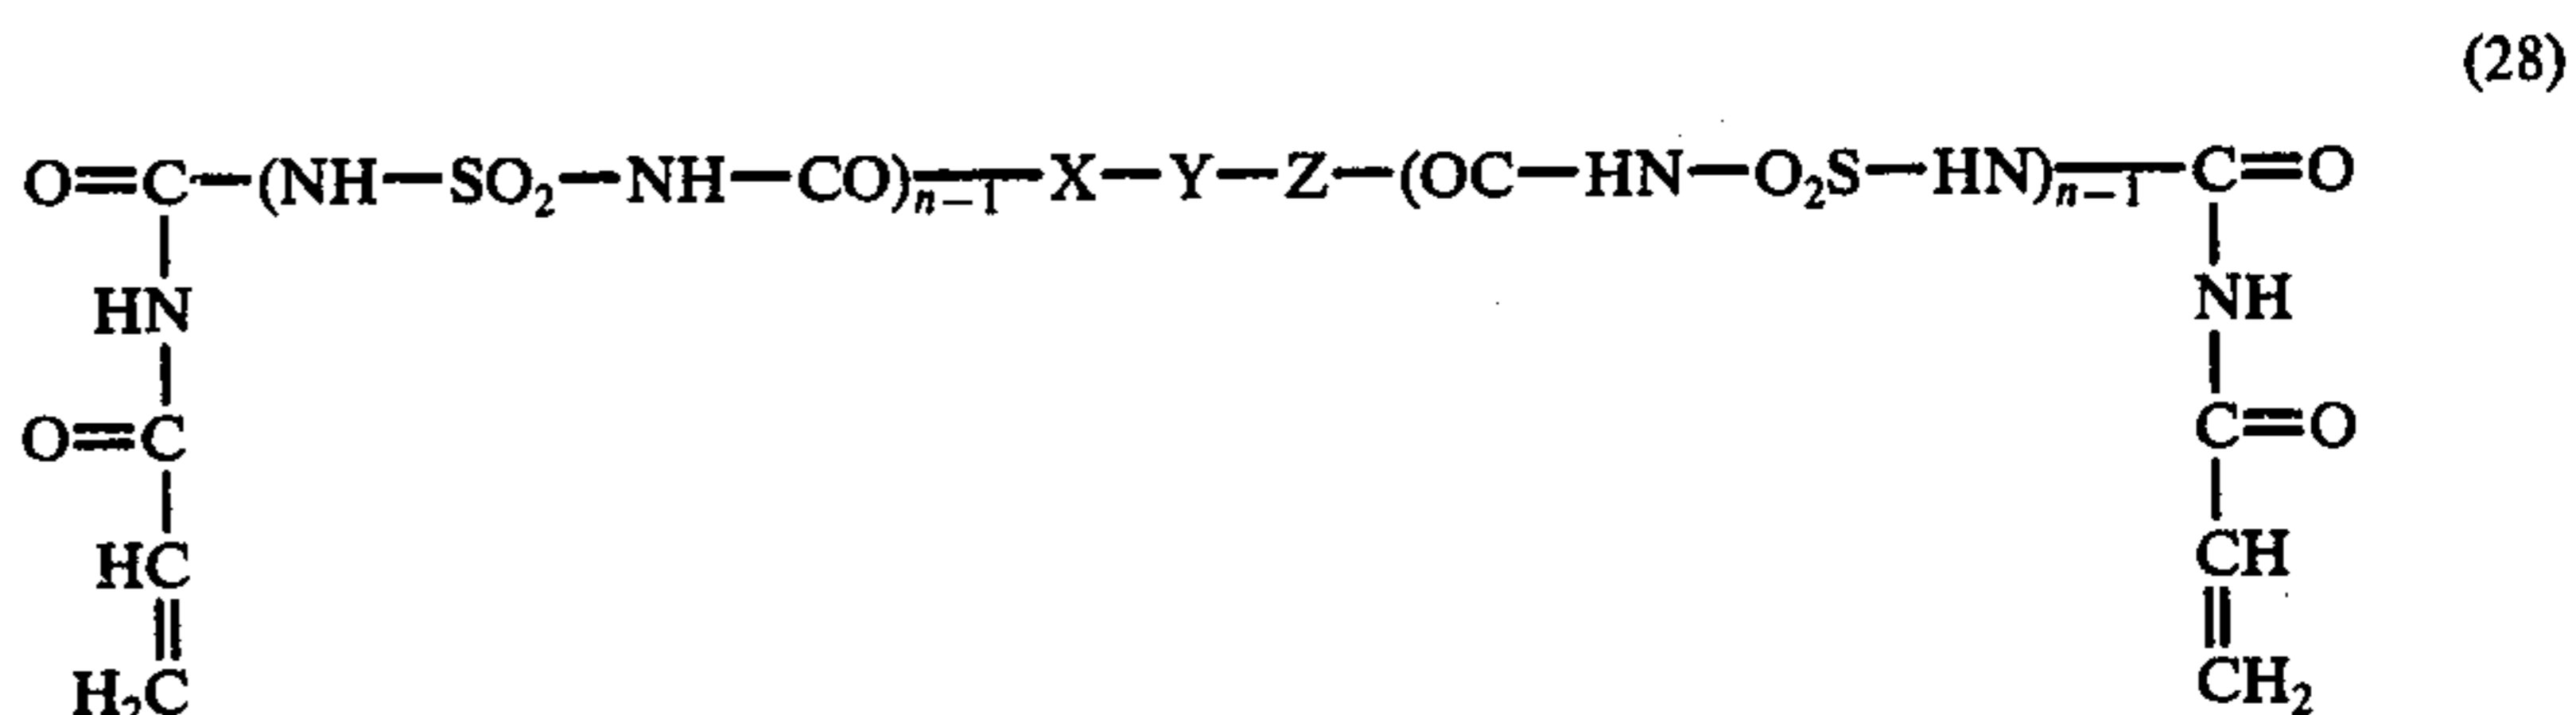 (28)
O=C-(NH-SO₂-NH-CO)ₙ₋₁-X-Y-Z-(OC-HN-O₂S-HN)ₙ₋₁-C=O
HN NH
O=C C=O
HC CH
H₂C CH₂